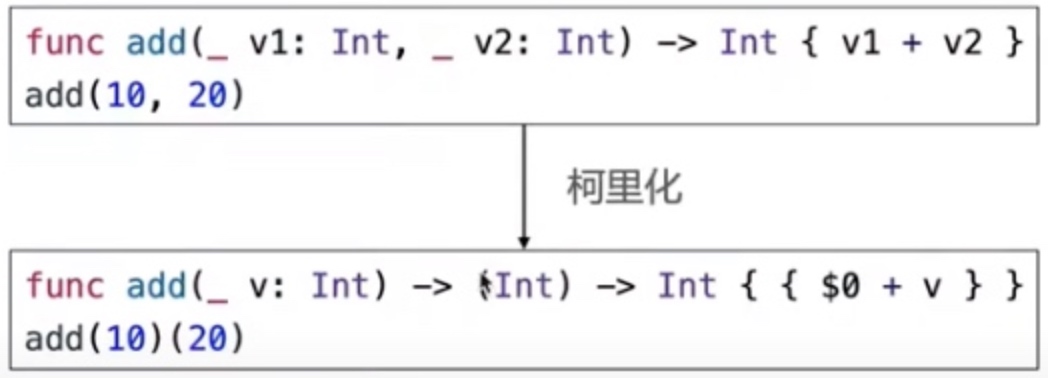 func add(_ v1: Int, _ v2: Int) -> Int { v1 + v2 }
add(10, 20)
柯里化
func add(_ v: Int) -> (Int) -> Int { { $0 + v } }
add(10)(20)